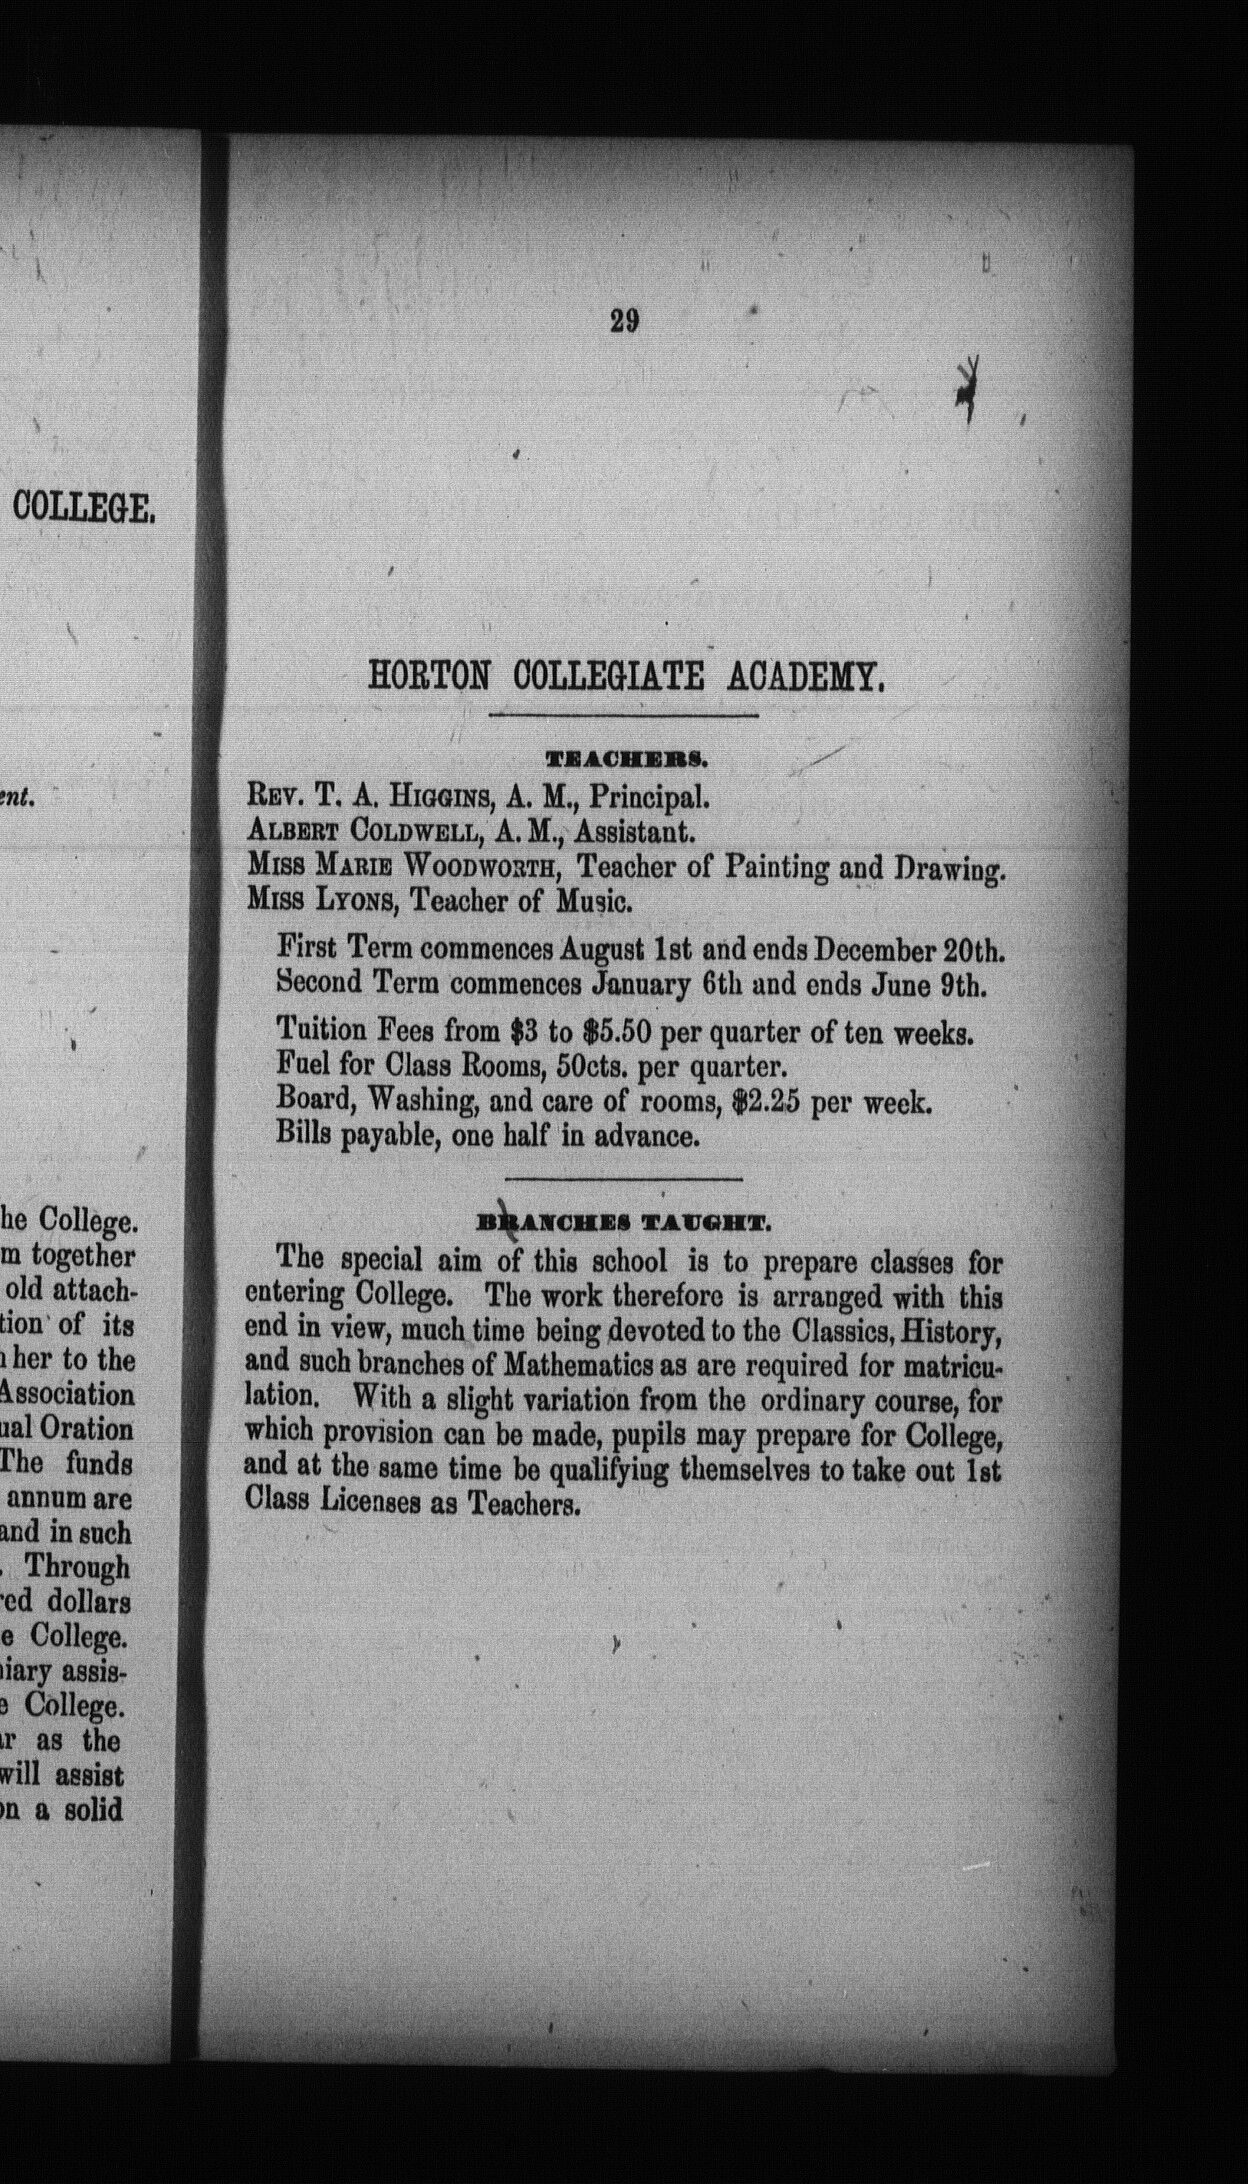 COLLEGE.
ent.
he College.
m together
old attach-
tion of its
her to the
Association
ual Oration
The funds
annum are
and in such
Through
red dollars
e College.
iary assis-
e College.
ar as the
will assist
on a solid
29
HORTON COLLEGIATE ACADEMY.
TEACHERS.
REV. T. A. HIGGINS, A. M., Principal.
ALBERT COLDWELL, A. M., Assistant.
MISS MARIE WOODWORTH, Teacher of Painting and Drawing.
MISS LYONS, Teacher of Music.
First Term commences August 1st and ends December 20th.
Second Term commences January 6th and ends June 9th.
Tuition Fees from $3 to $5.50 per quarter of ten weeks.
Fuel for Class Rooms, 50cts. per quarter.
Board, Washing, and care of rooms, $2.25 per week.
Bills payable, one half in advance.
BRANCHES TAUGHT.
The special aim of this school is to prepare classes for
entering College. The work therefore is arranged with this
end in view, much time being devoted to the Classics, History,
and such branches of Mathematics as are required for matricu-
lation. With a slight variation from the ordinary course, for
which provision can be made, pupils may prepare for College,
and at the same time be qualifyiug themselves to take out 1st
Class Licenses as Teachers.